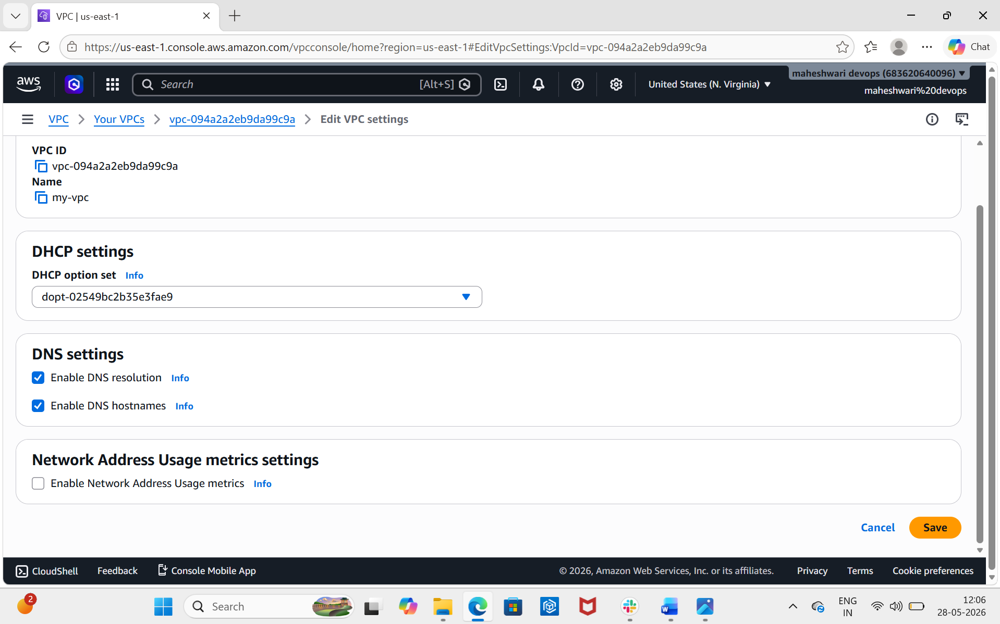 VPC | us-east-1
https://us-east-1.console.aws.amazon.com/vpcconsole/home?region=us-east-1#EditVpcSettings:VpcId=vpc-094a2a2eb9da99c9a
Chat
aws
Search
[Alt+S]
United States (N. Virginia)
maheshwari devops (683620640096)
maheshwari%20devops
VPC
Your VPCs
vpc-094a2a2eb9da99c9a
Edit VPC settings
VPC ID
vpc-094a2a2eb9da99c9a
Name
my-vpc
DHCP settings
DHCP option set Info
dopt-02549bc2b35e3fae9
DNS settings
Enable DNS resolution Info
Enable DNS hostnames Info
Network Address Usage metrics settings
Enable Network Address Usage metrics Info
Cancel
Save
CloudShell
Feedback
Console Mobile App
© 2026, Amazon Web Services, Inc. or its affiliates.
Privacy
Terms
Cookie preferences
2
Search
W
ENG
IN
12:06
28-05-2026